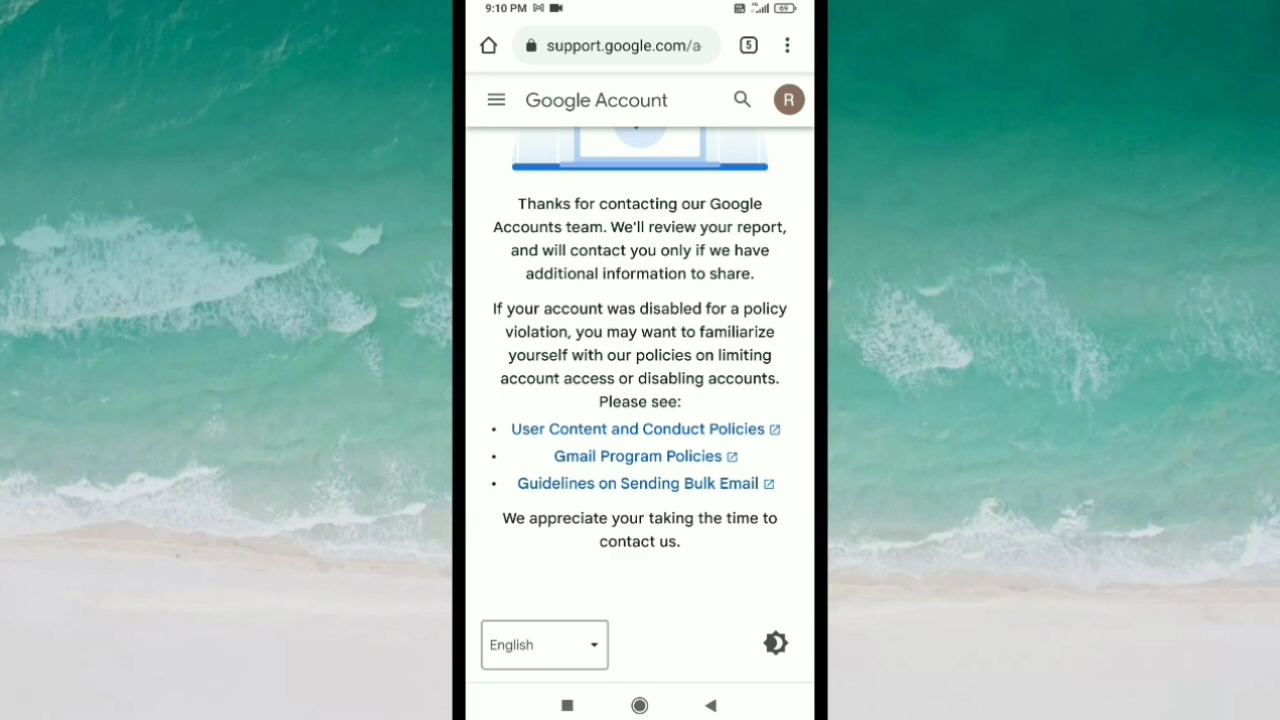 9:10 PM 69
support.google.com/a 5
Google Account R
Thanks for contacting our Google
Accounts team. We'll review your report,
and will contact you only if we have
additional information to share.
If your account was disabled for a policy
violation, you may want to familiarize
yourself with our policies on limiting
account access or disabling accounts.
Please see:
• User Content and Conduct Policies
• Gmail Program Policies
• Guidelines on Sending Bulk Email
We appreciate your taking the time to
contact us.
English